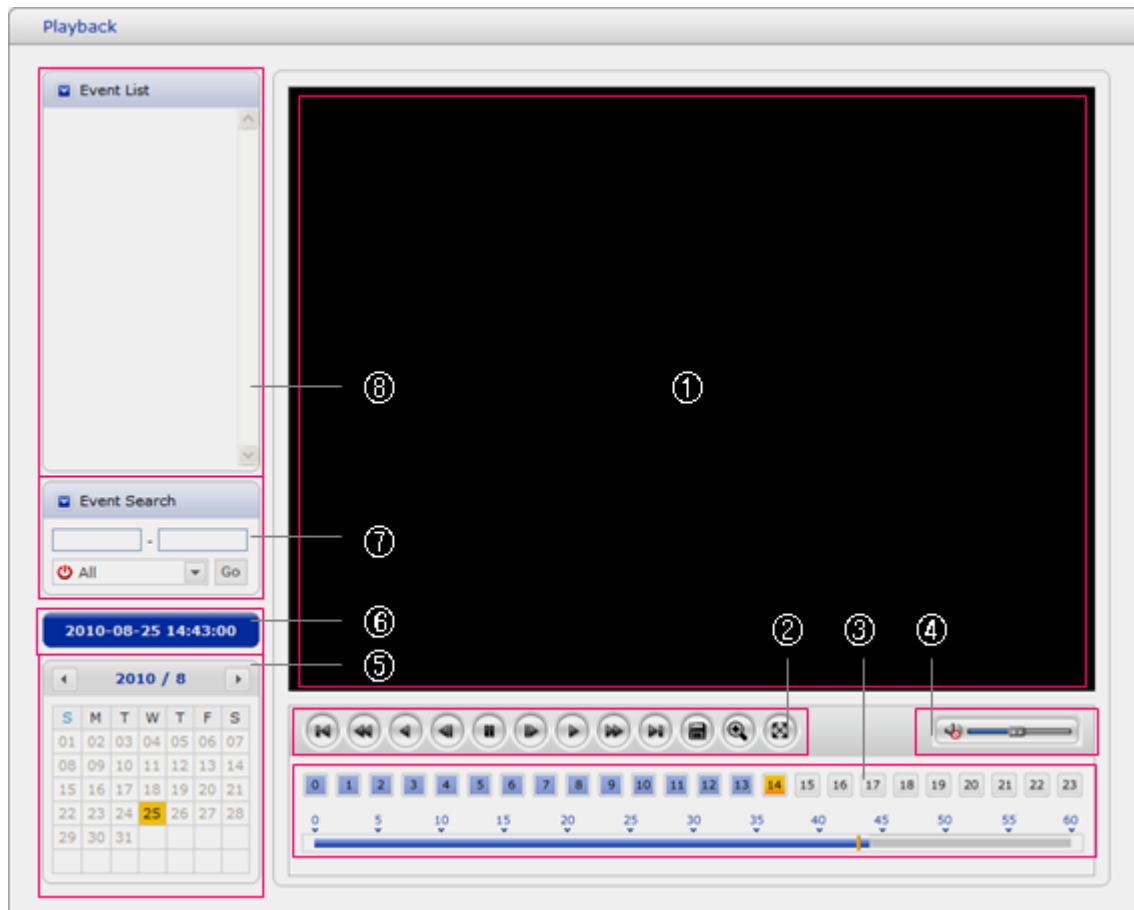 Playback
Event List
⑧
①
Event Search
-
⑦
All Go
2010-08-25 14:43:00
⑥
② ③ ④
⑤
2010 / 8
S M T W T F S
01 02 03 04 05 06 07
08 09 10 11 12 13 14
15 16 17 18 19 20 21
22 23 24 25 26 27 28
29 30 31
0 1 2 3 4 5 6 7 8 9 10 11 12 13 14 15 16 17 18 19 20 21 22 23
0 5 10 15 20 25 30 35 40 45 50 55 60